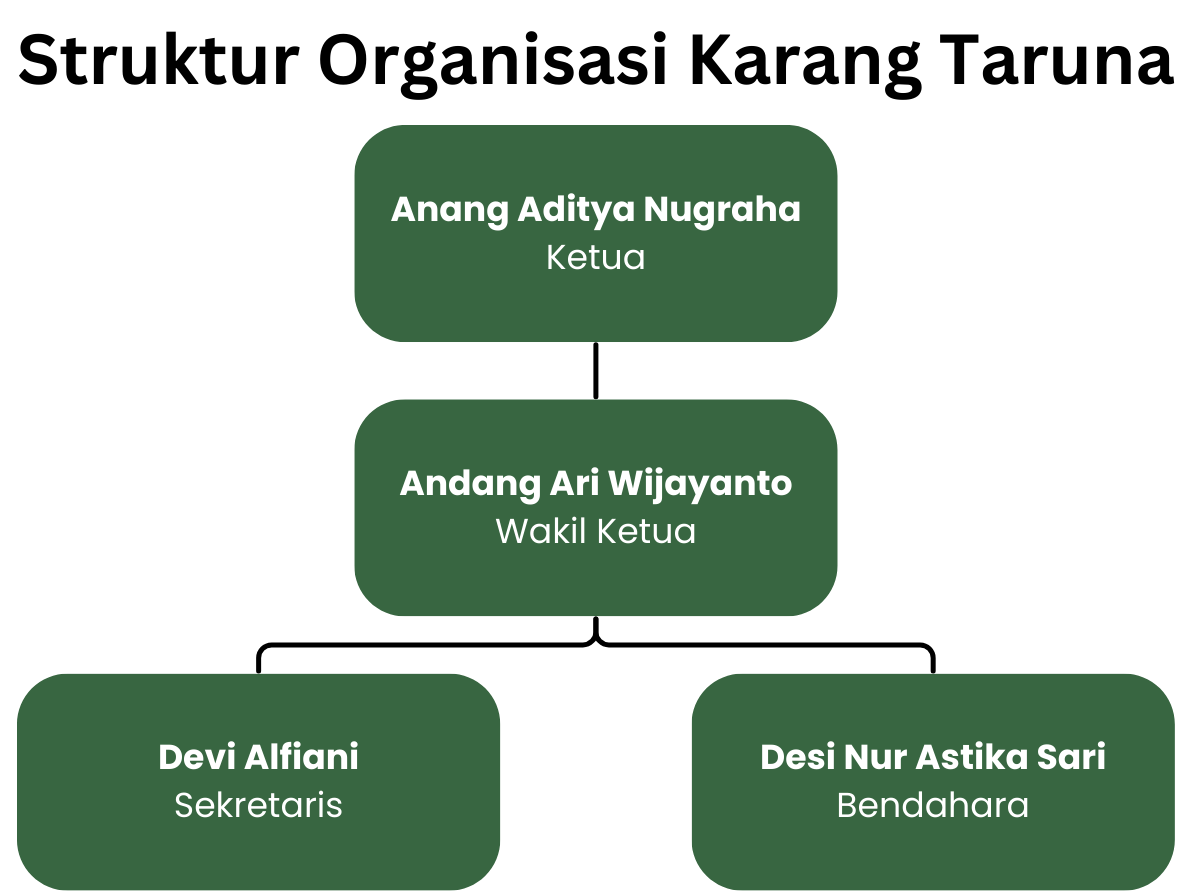 Struktur Organisasi Karang Taruna
Anang Aditya Nugraha
Ketua
Andang Ari Wijayanto
Wakil Ketua
Devi Alfiani
Sekretaris
Desi Nur Astika Sari
Bendahara